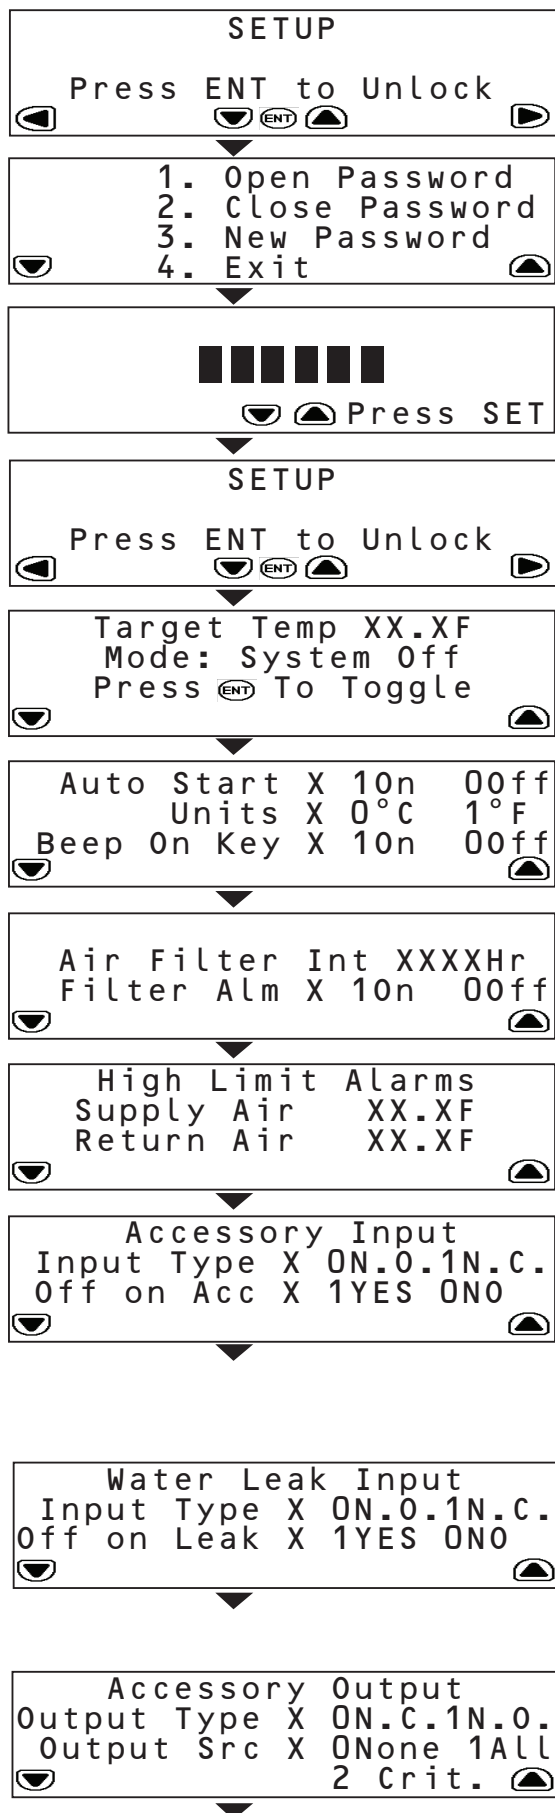 SETUP
Press ENT to Unlock
ENT
1. Open Password
2. Close Password
3. New Password
4. Exit
Press SET
SETUP
Press ENT to Unlock
ENT
Target Temp XX.XF
Mode: System Off
Press ENT To Toggle
Auto Start X 1On 0Off
Units X 0°C 1°F
Beep On Key X 1On 0Off
Air Filter Int XXXXHr
Filter Alm X 1On 0Off
High Limit Alarms
Supply Air XX.XF
Return Air XX.XF
Accessory Input
Input Type X 0N.O.1N.C.
Off on Acc X 1YES 0NO
Water Leak Input
Input Type X 0N.O.1N.C.
Off on Leak X 1YES 0NO
Accessory Output
Output Type X 0N.C.1N.O.
Output Src X 0None 1All
2 Crit.